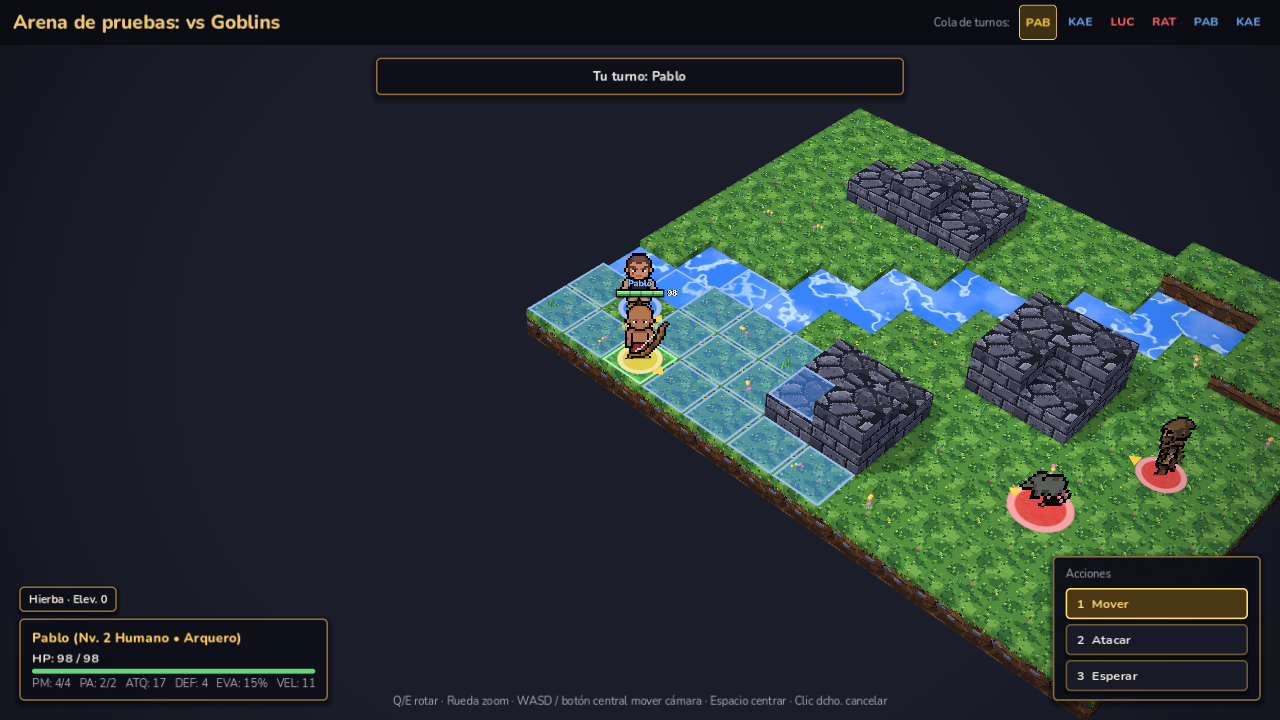 Arena de pruebas: vs Goblins
Cola de turnos: PAB KAE LUC RAT PAB KAE
Tu turno: Pablo
Pablo
98
Hierba · Elev. 0
Pablo (Nv. 2 Humano • Arquero)
HP: 98 / 98
PM: 4/4 PA: 2/2 ATQ: 17 DEF: 4 EVA: 15% VEL: 11
Acciones
1 Mover
2 Atacar
3 Esperar
Q/E rotar · Rueda zoom · WASD / botón central mover cámara · Espacio centrar · Clic dcho. cancelar